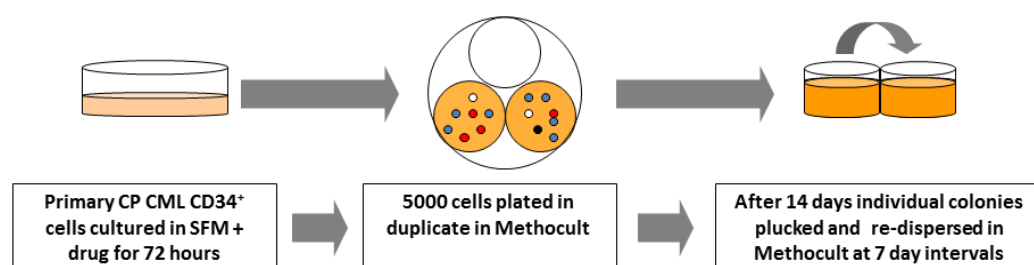 Primary CP CML CD34⁺
cells cultured in SFM +
drug for 72 hours
5000 cells plated in
duplicate in Methocult
After 14 days individual colonies
plucked and re-dispersed in
Methocult at 7 day intervals